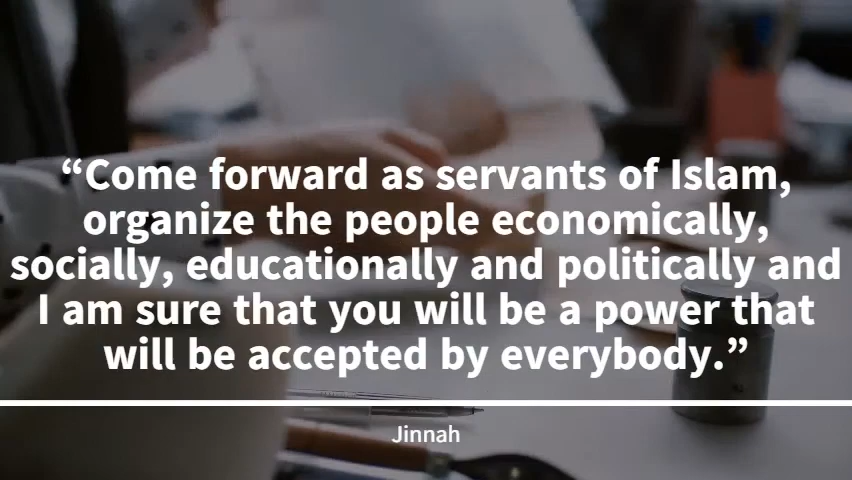 “Come forward as servants of Islam,
organize the people economically,
socially, educationally and politically and
I am sure that you will be a power that
will be accepted by everybody.”
Jinnah